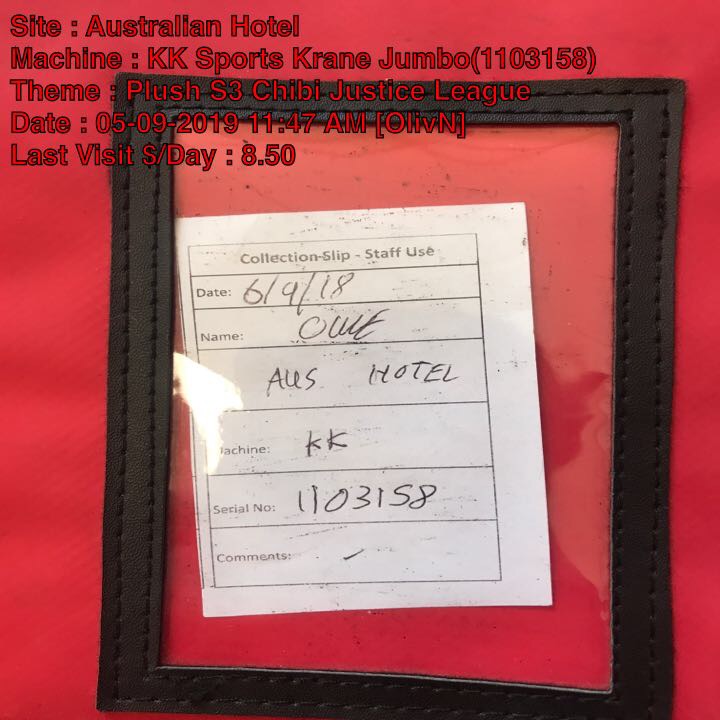 Site : Australian Hotel
Machine : KK Sports Krane Jumbo(1103158)
Theme : Plush S3 Chibi Justice League
Date : 05-09-2019 11:47 AM [OlivN]
Last Visit $/Day : 8.50
Collection Slip - Staff Use
Date: 6/9/18
Name: OLLIE
AUS HOTEL
achine: KK
Serial No: 1103158
Comments: -